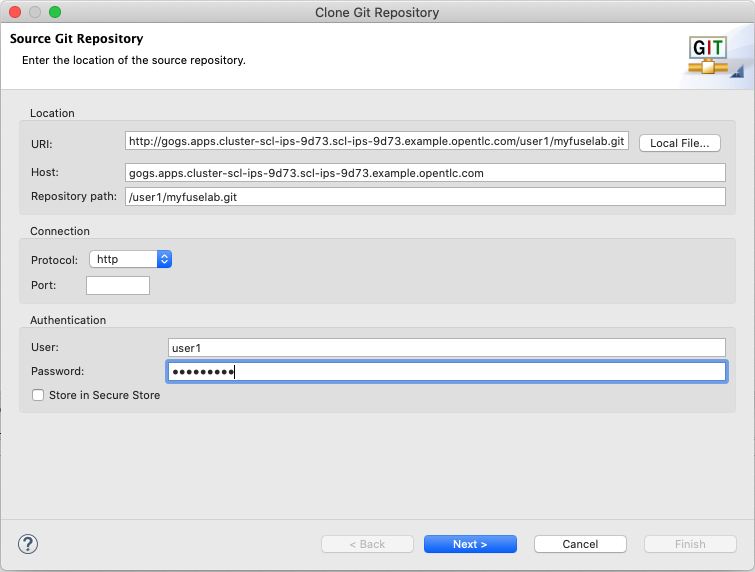 Clone Git Repository
Source Git Repository
Enter the location of the source repository.
GIT
Location
URI: http://gogs.apps.cluster-scl-ips-9d73.scl-ips-9d73.example.opentlc.com/user1/myfuselab.git Local File...
Host: gogs.apps.cluster-scl-ips-9d73.scl-ips-9d73.example.opentlc.com
Repository path: /user1/myfuselab.git
Connection
Protocol: http
Port:
Authentication
User: user1
Password: •••••••••
Store in Secure Store
? < Back Next > Cancel Finish